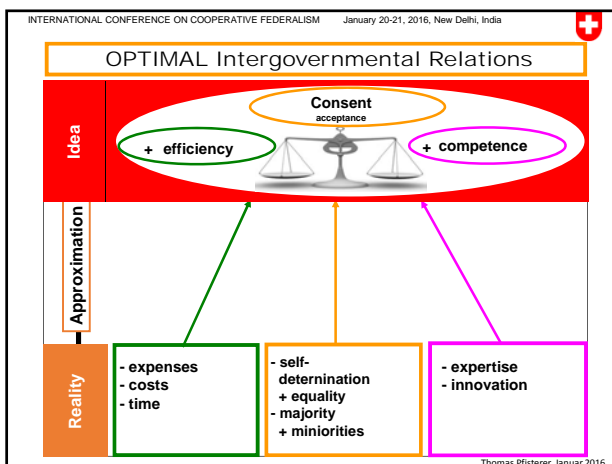 INTERNATIONAL CONFERENCE ON COOPERATIVE FEDERALISM January 20-21, 2016, New Delhi, India
OPTIMAL Intergovernmental Relations
Idea
Consent
acceptance
+ efficiency
+ competence
Approximation
Reality
- expenses
- costs
- time
- self-
deternination
+ equality
- majority
+ miniorities
- expertise
- innovation
Thomas Pfisterer, Januar 2016